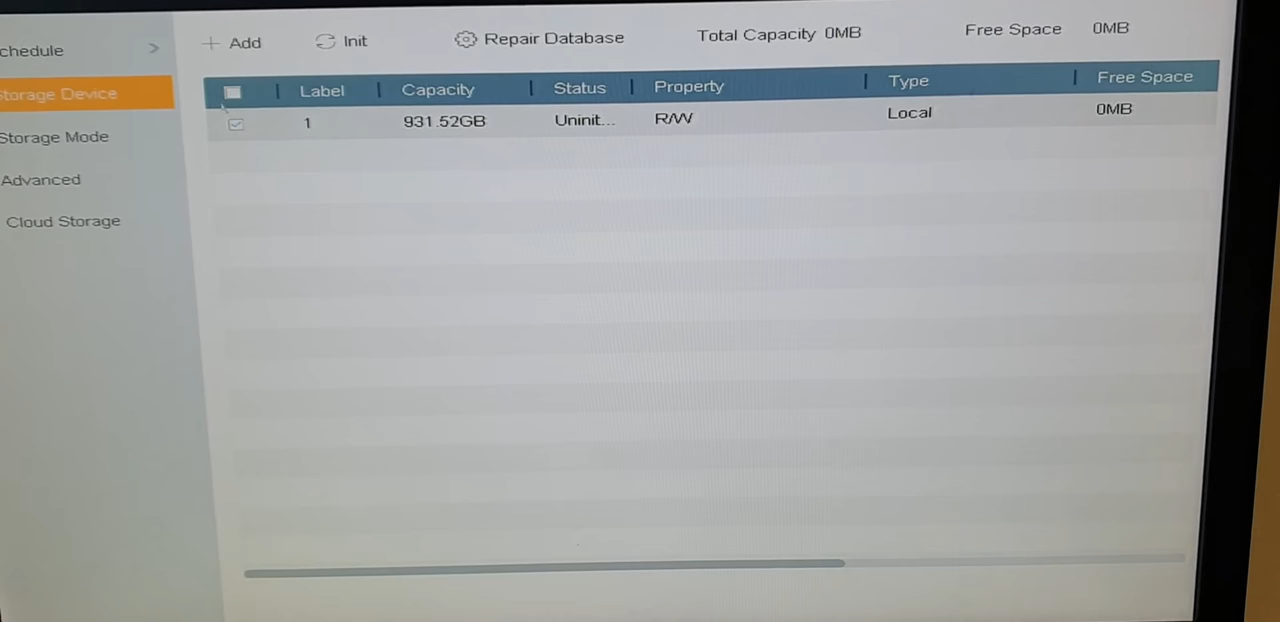 chedule >
Storage Device
Storage Mode
Advanced
Cloud Storage
+ Add Init Repair Database Total Capacity 0MB Free Space 0MB
Label Capacity Status Property Type Free Space
1 931.52GB Uninit... R/W Local 0MB